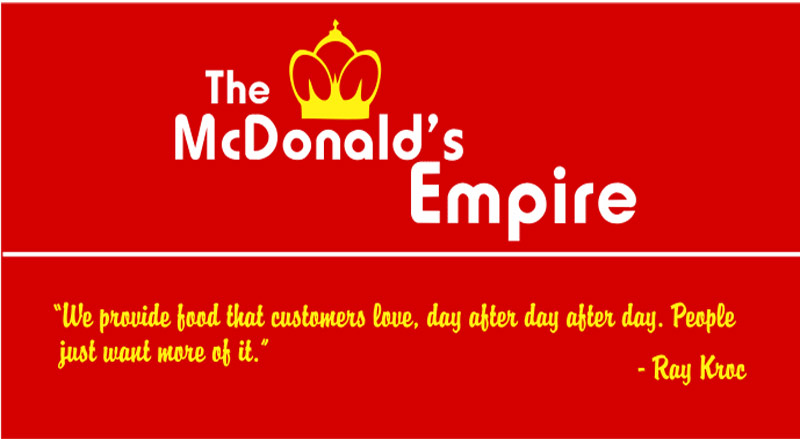 The
McDonald's
Empire
"We provide food that customers love, day after day after day. People
just want more of it."
- Ray Kroc